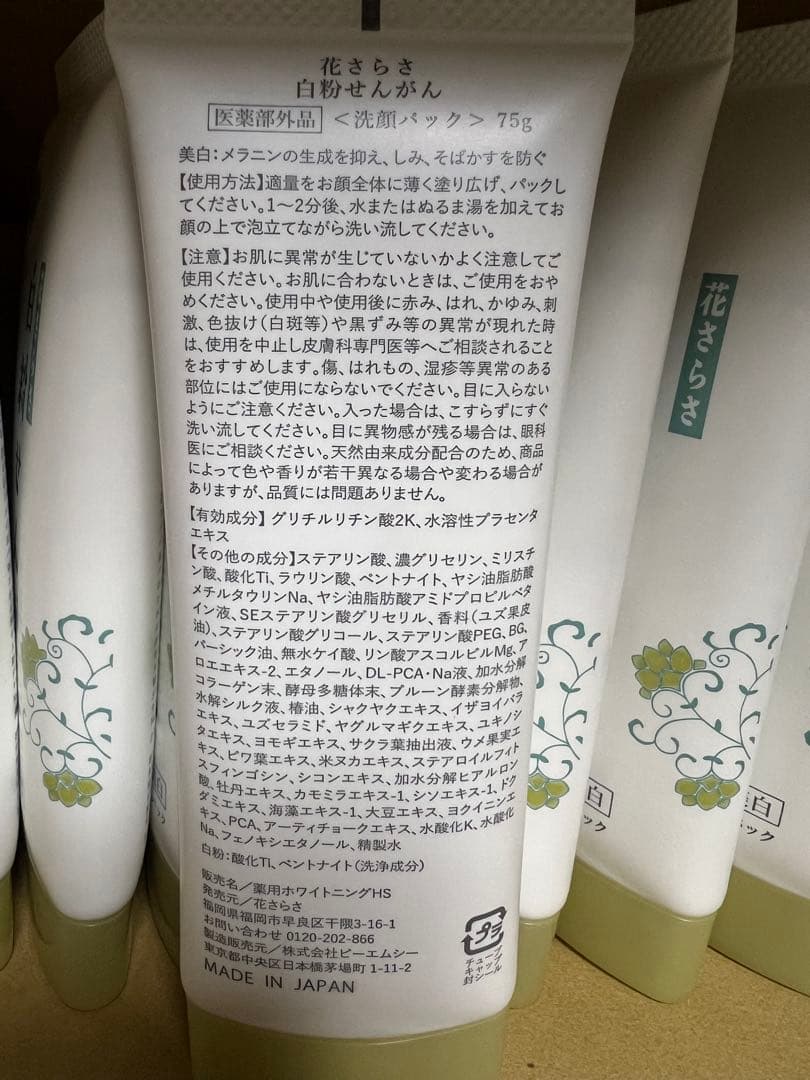 花さらさ
白粉せんがん
医薬部外品 <洗顔パック> 75g
美白:メラニンの生成を抑え、しみ、そばかすを防ぐ
【使用方法】適量をお顔全体に薄く塗り広げ、パックし
てください。1〜2分後、水またはぬるま湯を加えてお
顔の上で泡立てながら洗い流してください。
【注意】お肌に異常が生じていないかよく注意してご
使用ください。お肌に合わないときは、ご使用をおや
めください。使用中や使用後に赤み、はれ、かゆみ、刺
激、色抜け(白斑等)や黒ずみ等の異常が現れた時
は、使用を中止し皮膚科専門医等へご相談されること
をおすすめします。傷、はれもの、湿疹等異常のある
部位にはご使用にならないでください。目に入らない
ようにご注意ください。入った場合は、こすらずにすぐ
洗い流してください。目に異物感が残る場合は、眼科
医にご相談ください。天然由来成分配合のため、商品
によって色や香りが若干異なる場合や変わる場合が
ありますが、品質には問題ありません。
【有効成分】グリチルリチン酸2K、水溶性プラセンタ
エキス
【その他の成分】ステアリン酸、濃グリセリン、ミリスチ
ン酸、酸化Ti、ラウリン酸、ベントナイト、ヤシ油脂肪酸
メチルタウリンNa、ヤシ油脂肪酸アミドプロピルベタ
イン液、SEステアリン酸グリセリル、香料(ユズ果皮
油)、ステアリン酸グリコール、ステアリン酸PEG、BG、
パーシック油、無水ケイ酸、リン酸アスコルビルMg、ア
ロエエキス-2、エタノール、DL-PCA・Na液、加水分解
コラーゲン末、酵母多糖体末、プルーン酵素分解物、
水解シルク液、椿油、シャクヤクエキス、イザヨイバラ
エキス、ユズセラミド、ヤグルマギクエキス、ユキノシ
タエキス、ヨモギエキス、サクラ葉抽出液、ウメ果実エ
キス、ビワ葉エキス、米ヌカエキス、ステアロイルフィト
スフィンゴシン、シコンエキス、加水分解ヒアルロン
酸、牡丹エキス、カモミラエキス-1、シソエキス-1、ドク
ダミエキス、海藻エキス-1、大豆エキス、ヨクイニンエ
キス、PCA、アーティチョークエキス、水酸化K、水酸化
Na、フェノキシエタノール、精製水
白粉:酸化Ti、ベントナイト(洗浄成分)
販売名/薬用ホワイトニングHS
発売元/花さらさ
福岡県福岡市早良区干隈3-16-1
お問い合わせ 0120-202-866
製造販売元/株式会社ピーエムシー
東京都中央区日本橋茅場町1-11-2
MADE IN JAPAN
プラ
チューブ
キャップ
封シール
花さらさ
白
ック
美白
ック